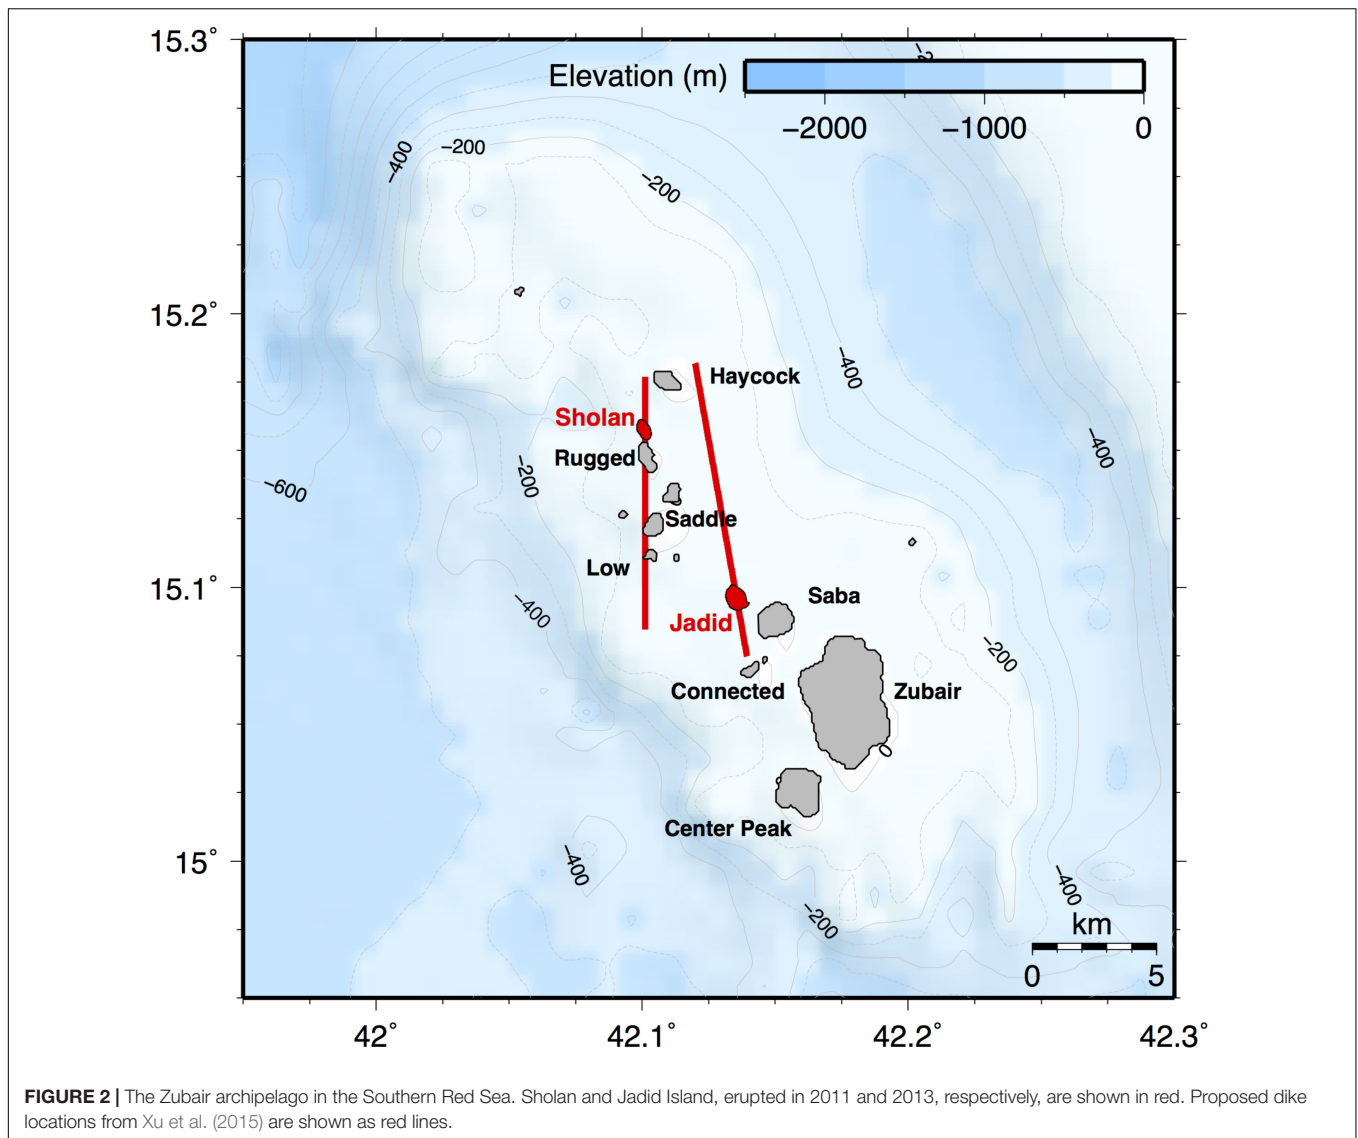 15.3°
15.2°
15.1°
15°
42°
42.1°
42.2°
42.3°
Elevation (m)
−2000
−1000
0
−400
−200
−200
−400
−400
−600
−200
−400
−200
−400
−200
−400
Haycock
Sholan
Rugged
Saddle
Low
Saba
Jadid
Connected
Zubair
Center Peak
km
0
5
FIGURE 2 | The Zubair archipelago in the Southern Red Sea. Sholan and Jadid Island, erupted in 2011 and 2013, respectively, are shown in red. Proposed dike
locations from Xu et al. (2015) are shown as red lines.